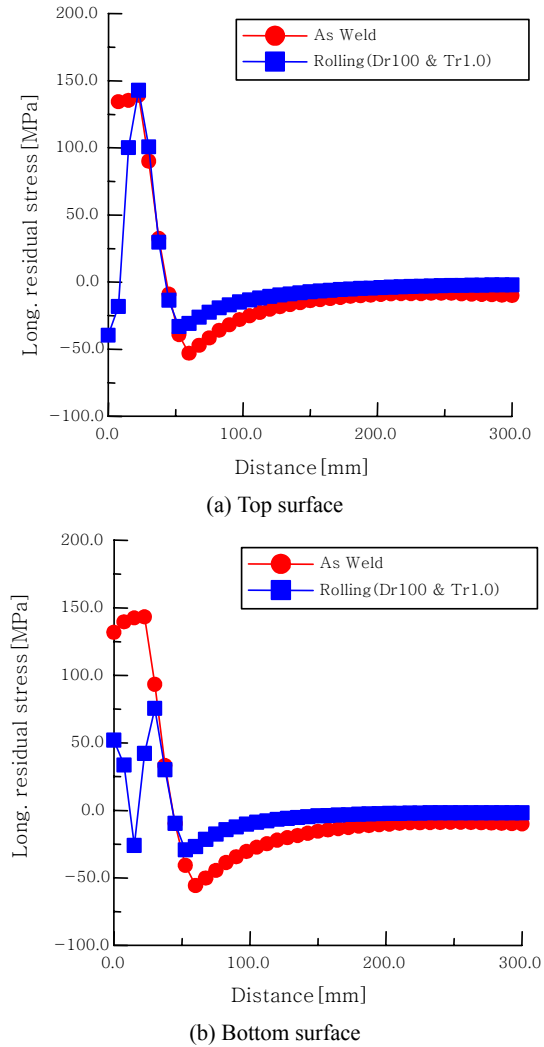 As Weld
Rolling(Dr100 & Tr1.0)
200.0
150.0
100.0
50.0
0.0
-50.0
-100.0
Long. residual stress[MPa]
0.0
100.0
200.0
300.0
Distance[mm]
(a) Top surface
As Weld
Rolling(Dr100 & Tr1.0)
200.0
150.0
100.0
50.0
0.0
-50.0
-100.0
Long. residual stress[MPa]
0.0
100.0
200.0
300.0
Distance[mm]
(b) Bottom surface